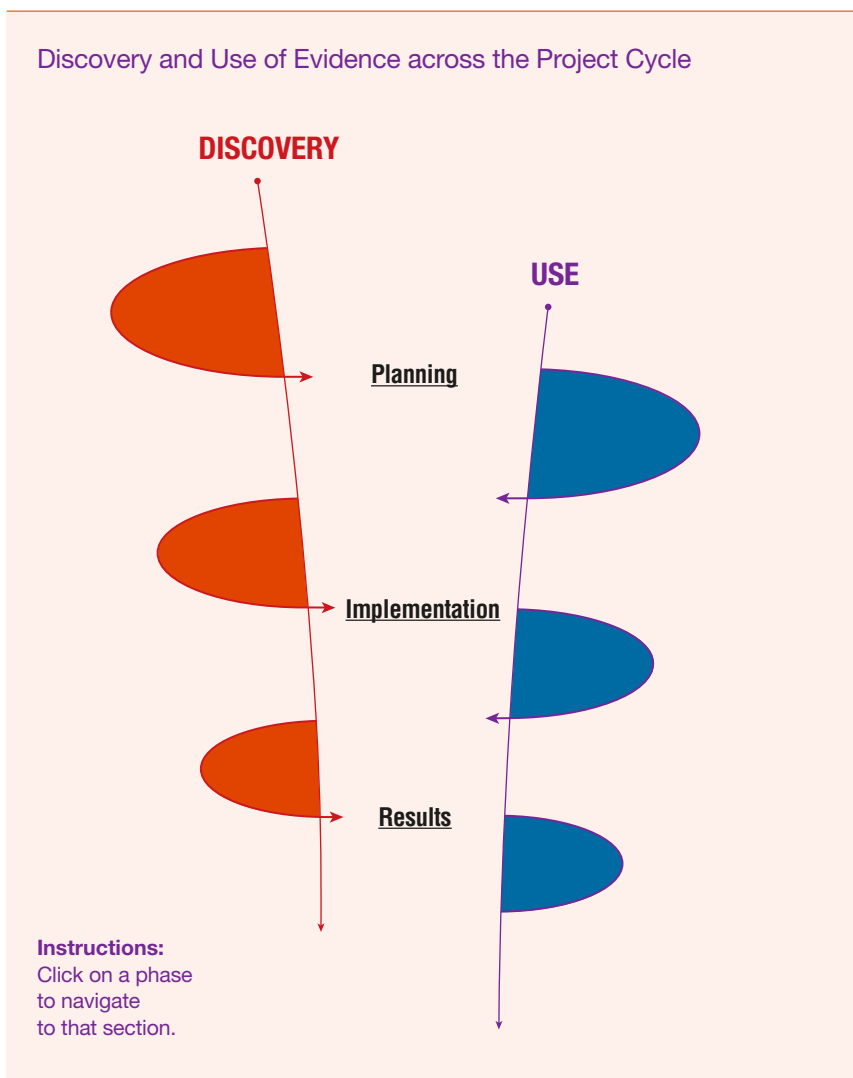 Discovery and Use of Evidence across the Project Cycle
DISCOVERY
USE
Planning
Implementation
Results
Instructions:
Click on a phase
to navigate
to that section.